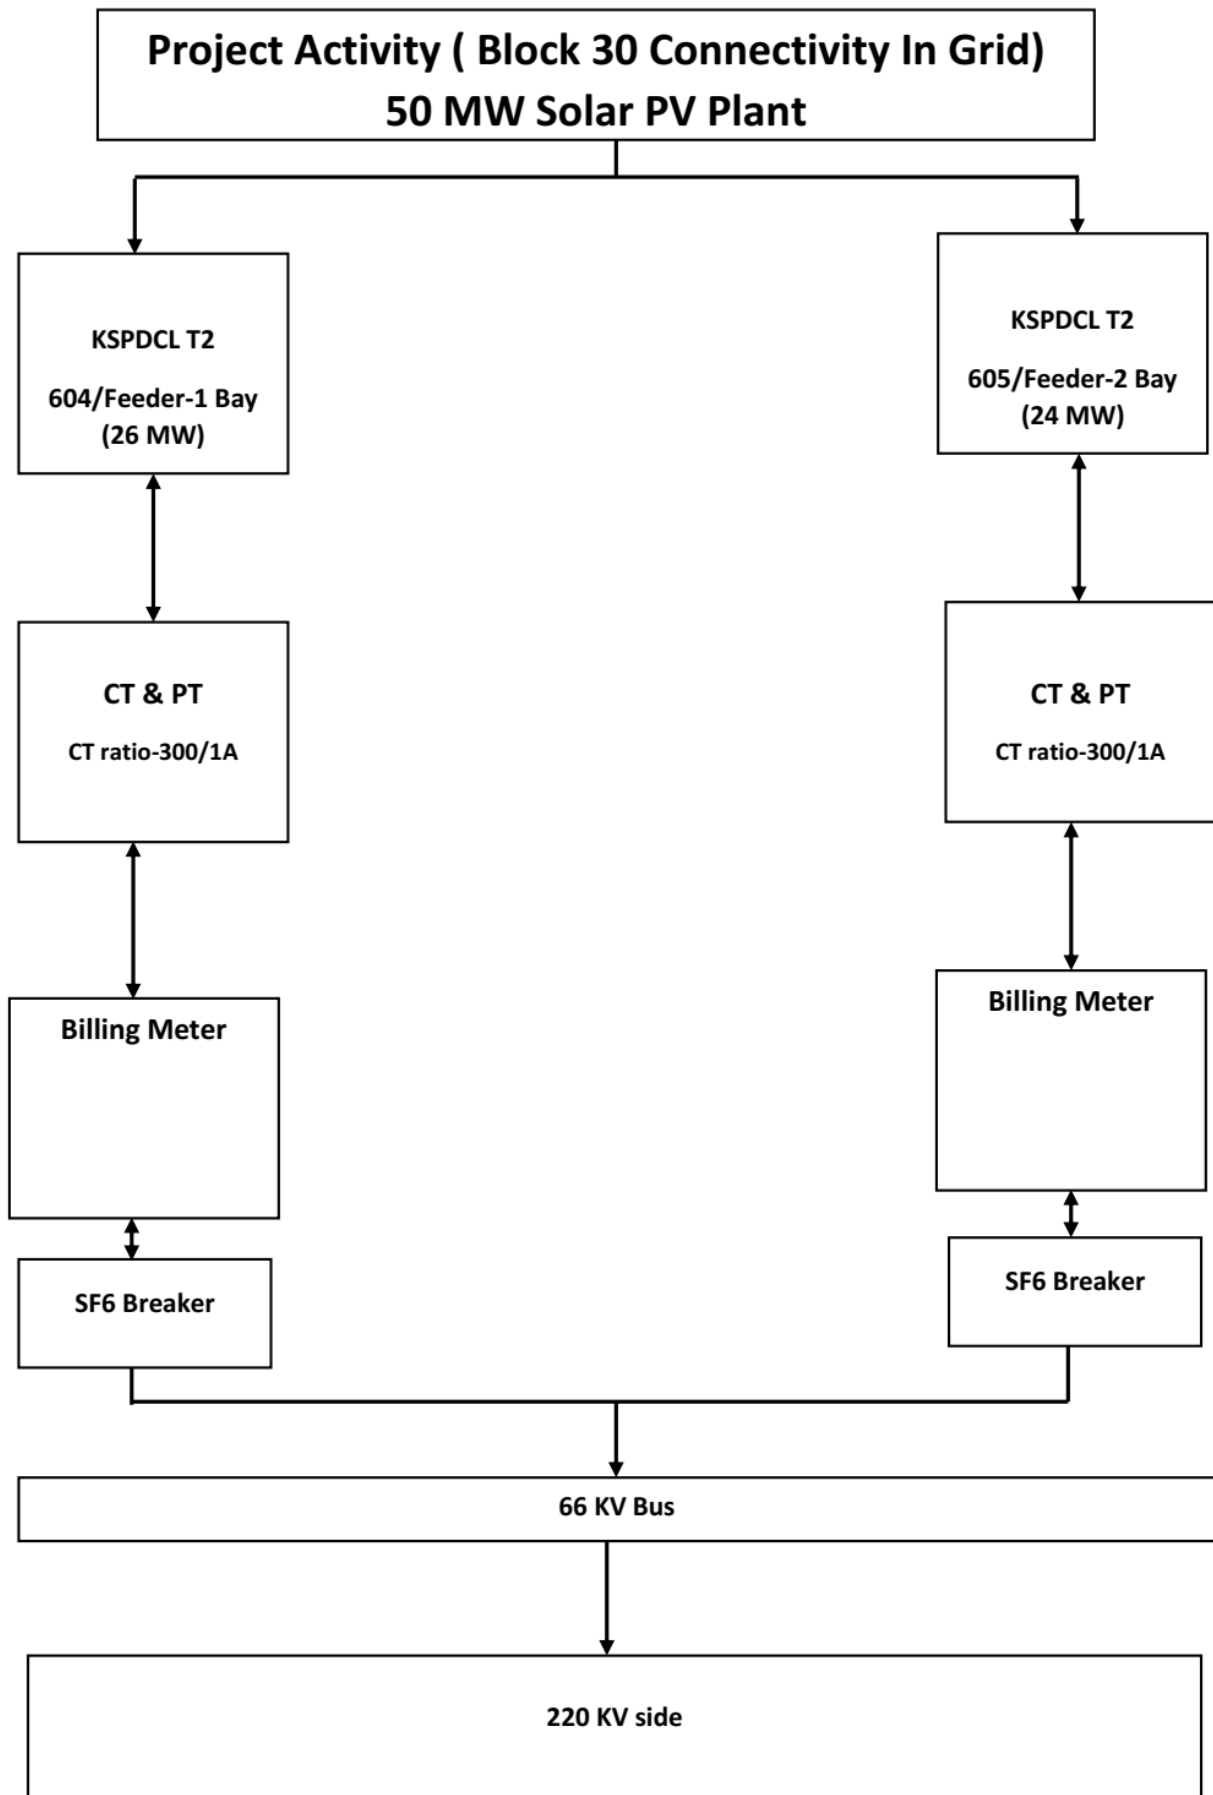 Project Activity ( Block 30 Connectivity In Grid)
50 MW Solar PV Plant
KSPDCL T2
604/Feeder-1 Bay
(26 MW)
KSPDCL T2
605/Feeder-2 Bay
(24 MW)
CT & PT
CT ratio-300/1A
CT & PT
CT ratio-300/1A
Billing Meter
Billing Meter
SF6 Breaker
SF6 Breaker
66 KV Bus
220 KV side